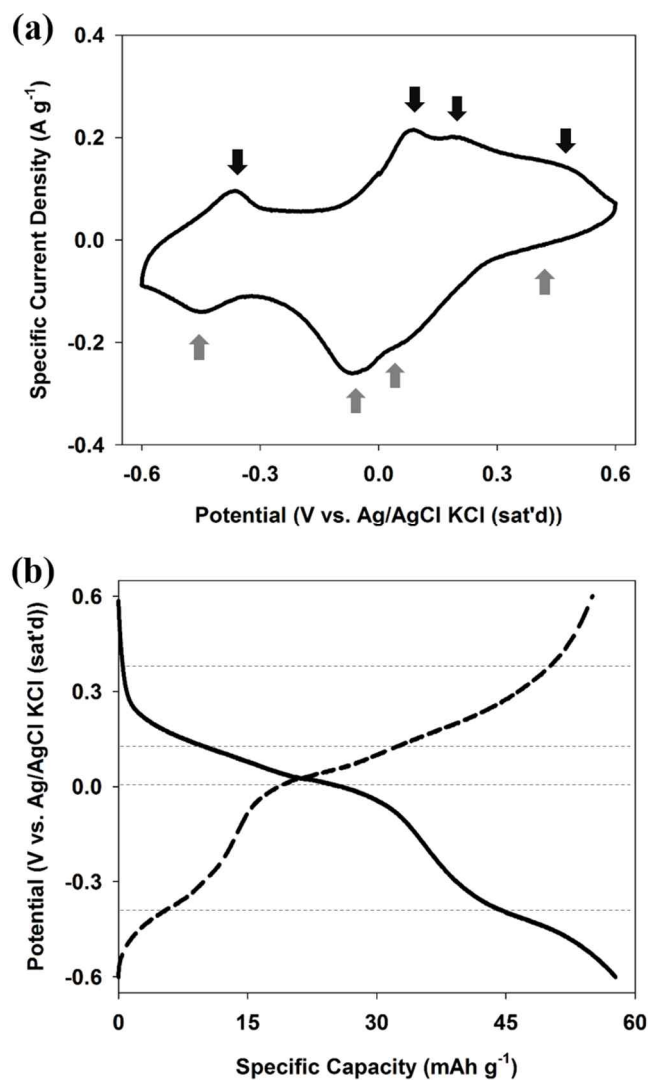 (a)
Specific Current Density (A g⁻¹)
0.4
0.2
0.0
-0.2
-0.4
-0.6 -0.3 0.0 0.3 0.6
Potential (V vs. Ag/AgCl KCl (sat'd))
(b)
Potential (V vs. Ag/AgCl KCl (sat'd))
0.6
0.3
0.0
-0.3
-0.6
0 15 30 45 60
Specific Capacity (mAh g⁻¹)